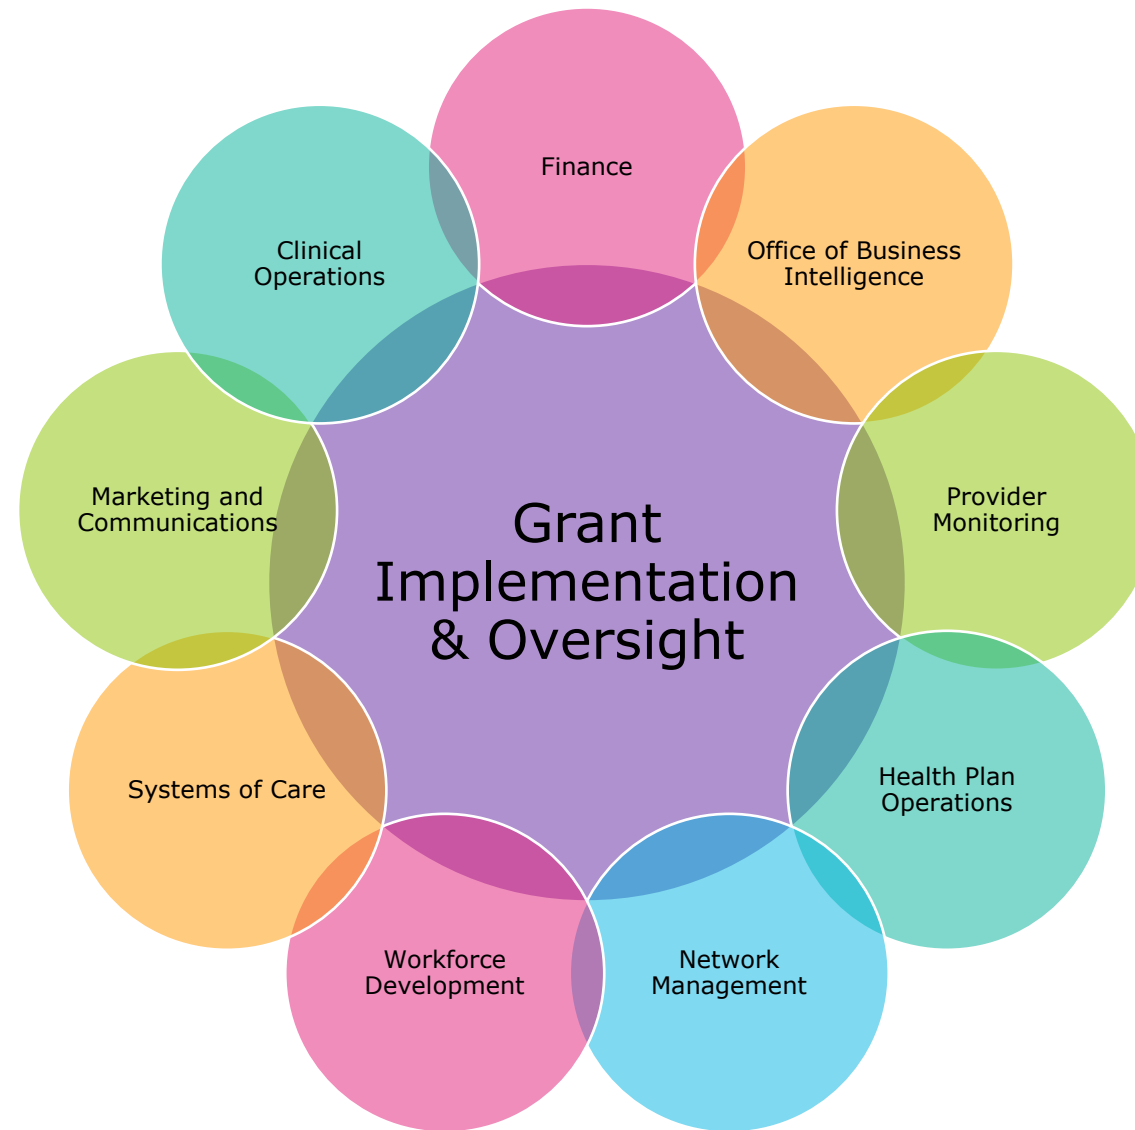 Finance
Office of Business
Intelligence
Provider
Monitoring
Health Plan
Operations
Network
Management
Workforce
Development
Systems of Care
Marketing and
Communications
Clinical
Operations
Grant
Implementation
& Oversight